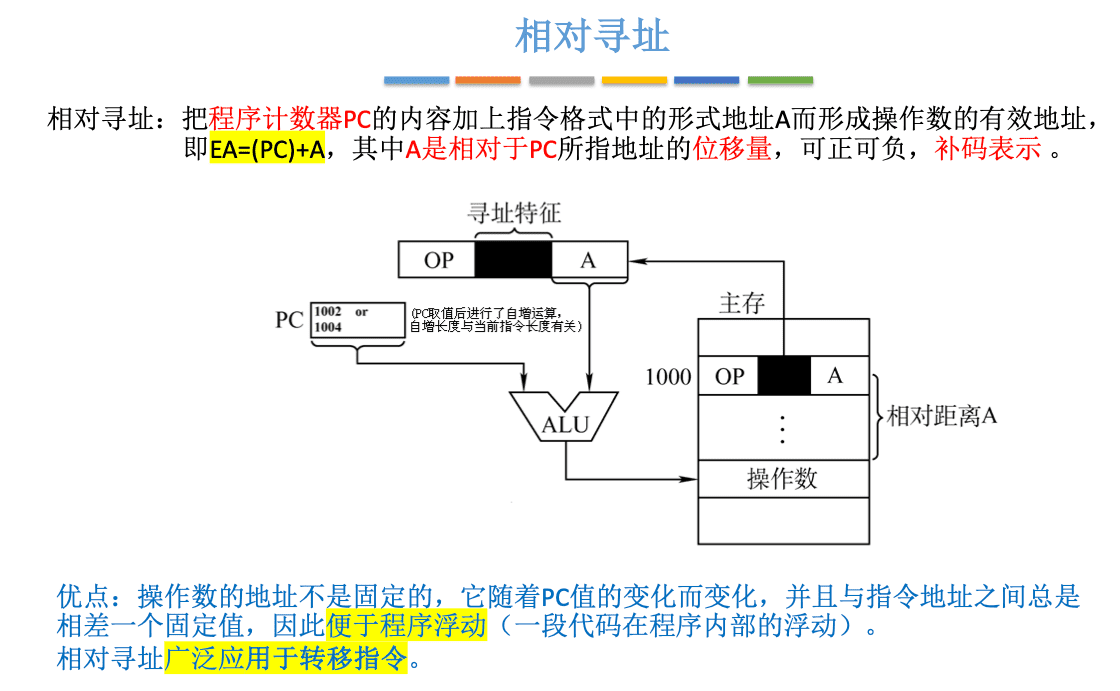 相对寻址
相对寻址：把程序计数器PC的内容加上指令格式中的形式地址A而形成操作数的有效地址，
即EA=(PC)+A，其中A是相对于PC所指地址的位移量，可正可负，补码表示 。
寻址特征
OP A
PC 1002 or
1004
(PC取值后进行了自增运算，
自增长度与当前指令长度有关)
主存
1000 OP A
ALU
⋮
相对距离A
操作数
优点：操作数的地址不是固定的，它随着PC值的变化而变化，并且与指令地址之间总是
相差一个固定值，因此便于程序浮动（一段代码在程序内部的浮动）。
相对寻址广泛应用于转移指令。